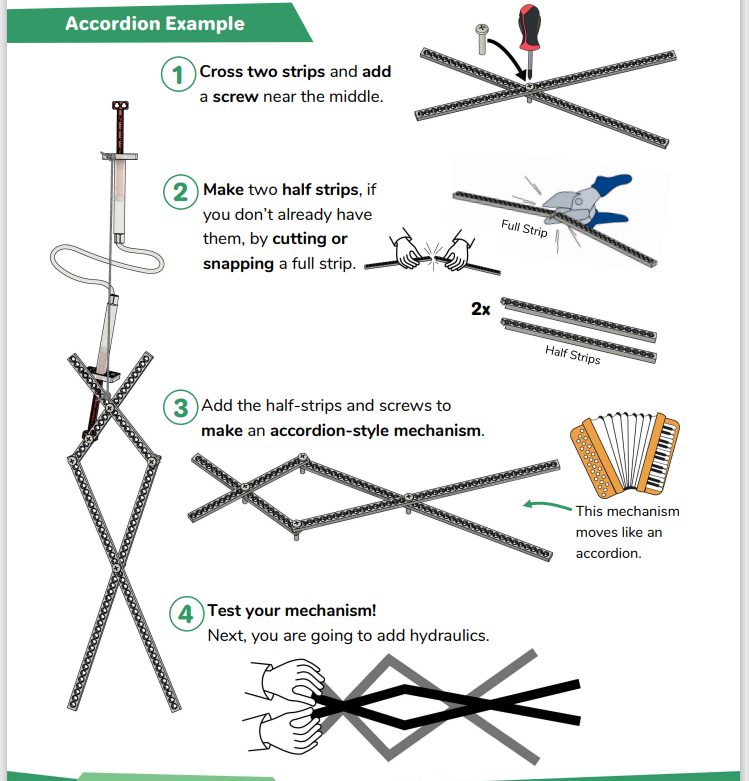 Accordion Example
1
Cross two strips and add
a screw near the middle.
2
Make two half strips, if
you don't already have
them, by cutting or
snapping a full strip.
Full Strip
2x
Half Strips
3
Add the half-strips and screws to
make an accordion-style mechanism.
This mechanism
moves like an
accordion.
4
Test your mechanism!
Next, you are going to add hydraulics.